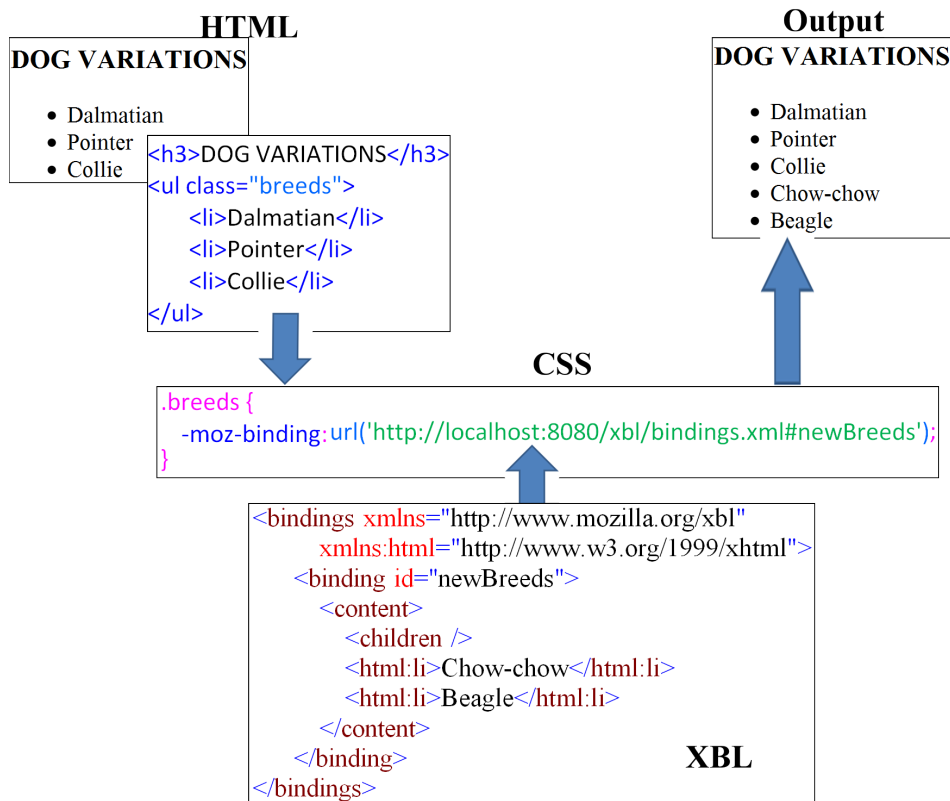 HTML
DOG VARIATIONS
• Dalmatian
• Pointer
• Collie
<h3>DOG VARIATIONS</h3>
<ul class="breeds">
<li>Dalmatian</li>
<li>Pointer</li>
<li>Collie</li>
</ul>
Output
DOG VARIATIONS
• Dalmatian
• Pointer
• Collie
• Chow-chow
• Beagle
CSS
.breeds {
-moz-binding:url('http://localhost:8080/xbl/bindings.xml#newBreeds');
}
<bindings xmlns="http://www.mozilla.org/xbl"
xmlns:html="http://www.w3.org/1999/xhtml">
<binding id="newBreeds">
<content>
<children />
<html:li>Chow-chow</html:li>
<html:li>Beagle</html:li>
</content>
</binding>
</bindings>
XBL